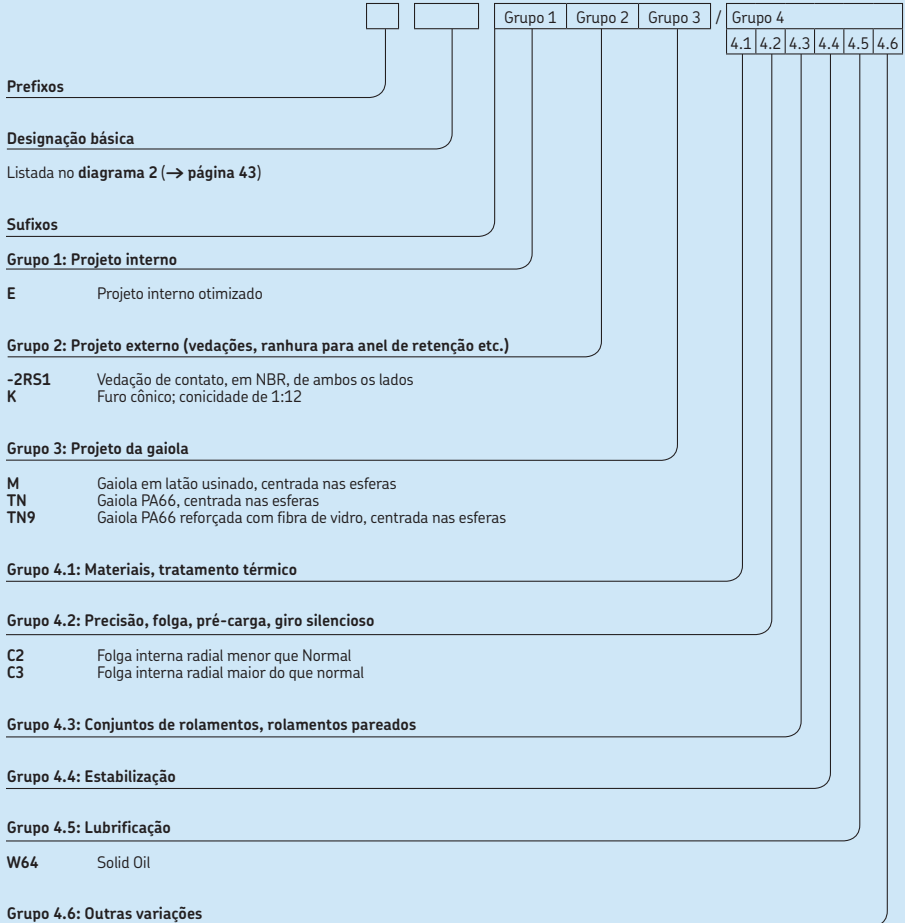 Grupo 1 Grupo 2 Grupo 3 / Grupo 4
4.1 4.2 4.3 4.4 4.5 4.6
Prefixos
Designação básica
Listada no diagrama 2 (→ página 43)
Sufixos
Grupo 1: Projeto interno
E Projeto interno otimizado
Grupo 2: Projeto externo (vedações, ranhura para anel de retenção etc.)
-2RS1 Vedação de contato, em NBR, de ambos os lados
K Furo cônico; conicidade de 1:12
Grupo 3: Projeto da gaiola
M Gaiola em latão usinado, centrada nas esferas
TN Gaiola PA66, centrada nas esferas
TN9 Gaiola PA66 reforçada com fibra de vidro, centrada nas esferas
Grupo 4.1: Materiais, tratamento térmico
Grupo 4.2: Precisão, folga, pré-carga, giro silencioso
C2 Folga interna radial menor que Normal
C3 Folga interna radial maior do que normal
Grupo 4.3: Conjuntos de rolamentos, rolamentos pareados
Grupo 4.4: Estabilização
Grupo 4.5: Lubrificação
W64 Solid Oil
Grupo 4.6: Outras variações